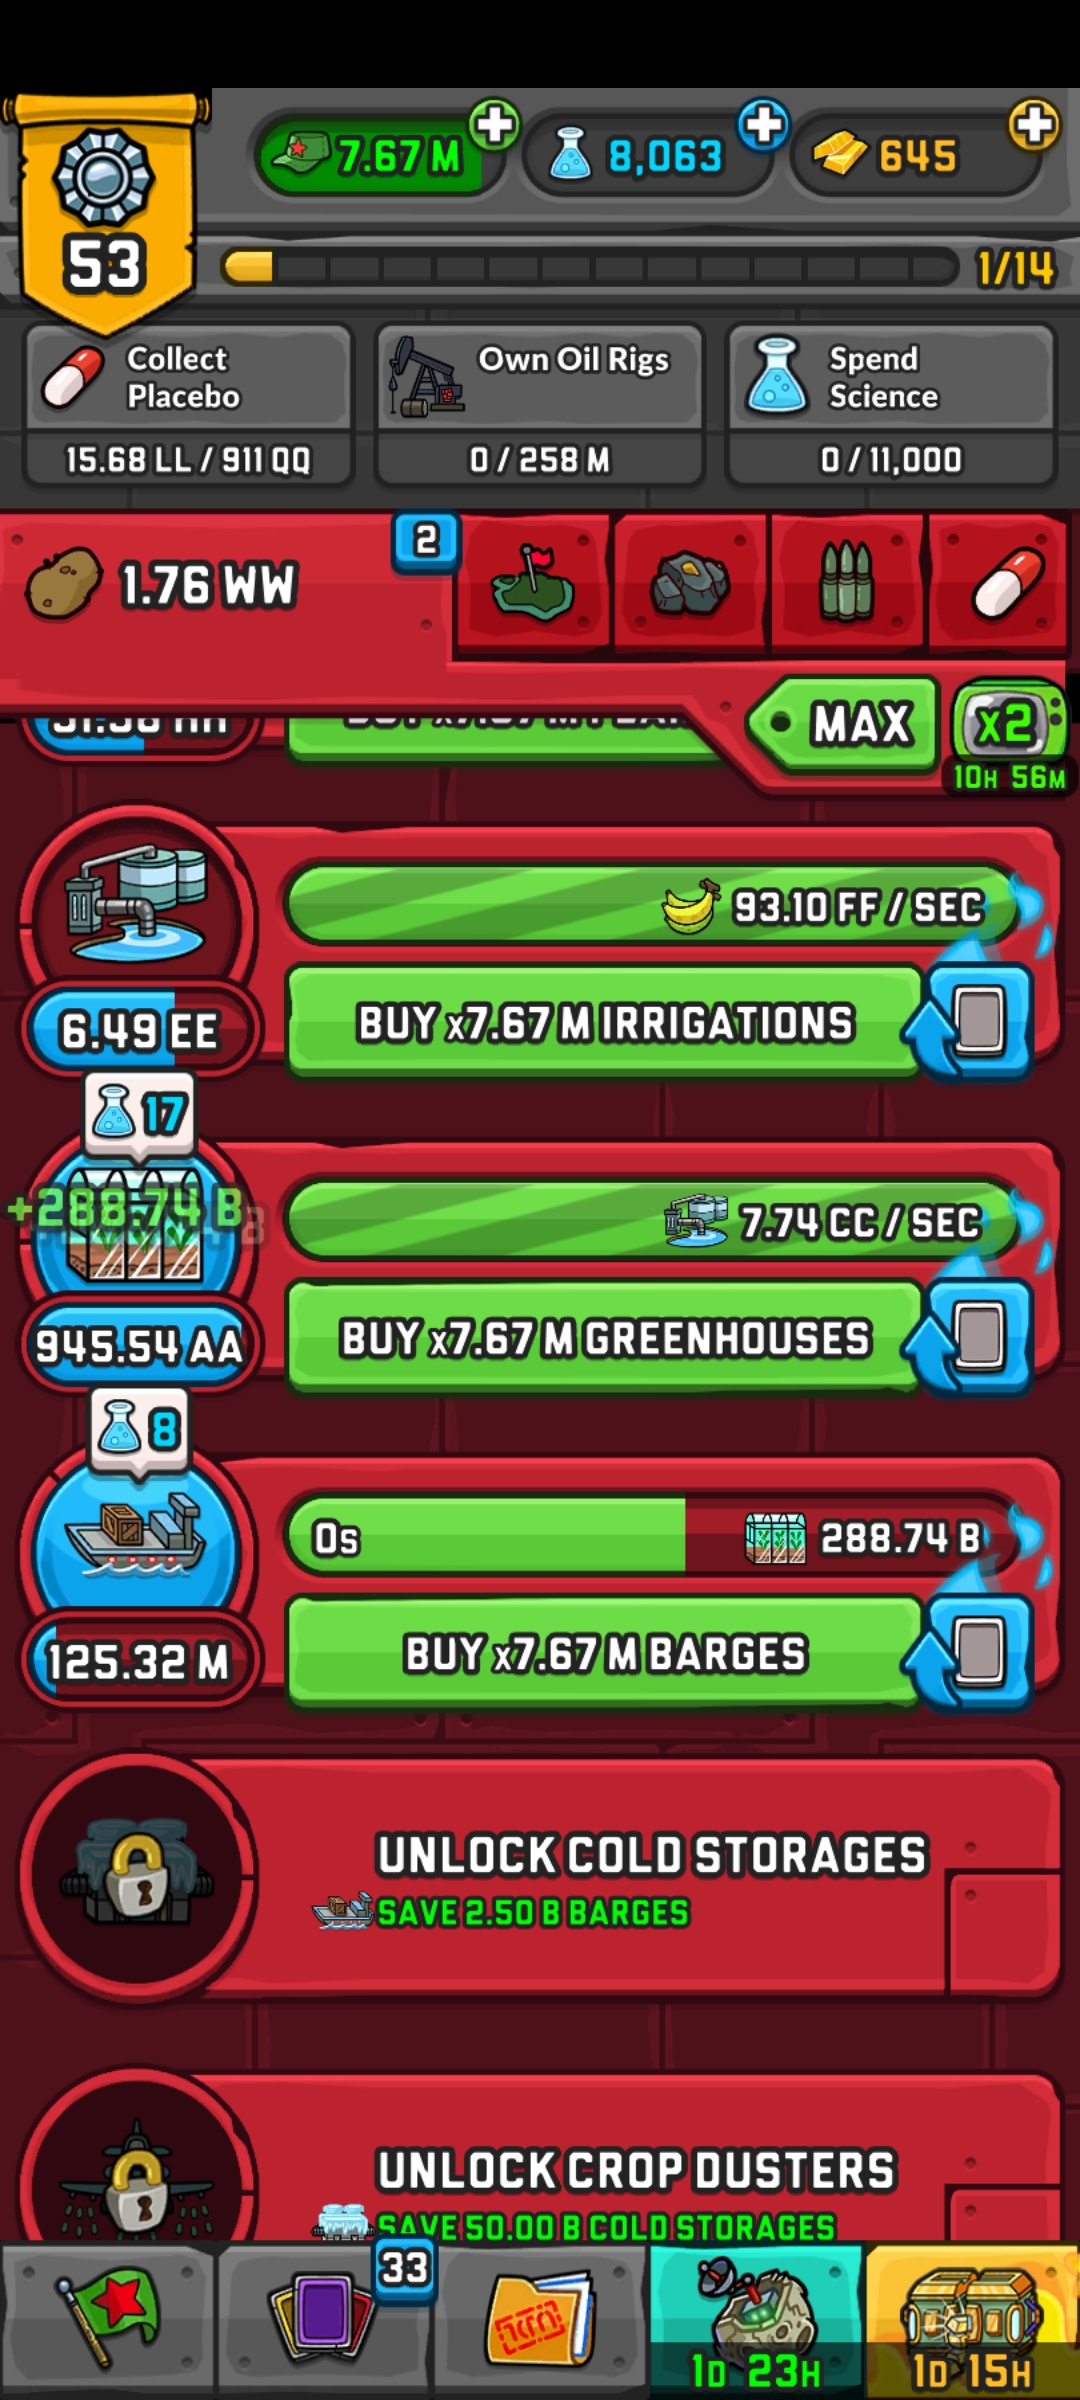 7.67 M
8,063
645
53
1/14
Collect
Placebo
15.68 LL / 911 QQ
Own Oil Rigs
0 / 258 M
Spend
Science
0 / 11,000
1.76 WW
2
MAX
x2
10H 56M
93.10 FF / SEC
6.49 EE
BUY x7.67 M IRRIGATIONS
17
+288.74 B
7.74 CC / SEC
945.54 AA
BUY x7.67 M GREENHOUSES
8
0s
288.74 B
125.32 M
BUY x7.67 M BARGES
UNLOCK COLD STORAGES
SAVE 2.50 B BARGES
UNLOCK CROP DUSTERS
SAVE 50.00 B COLD STORAGES
33
1D 23H
1D 15H